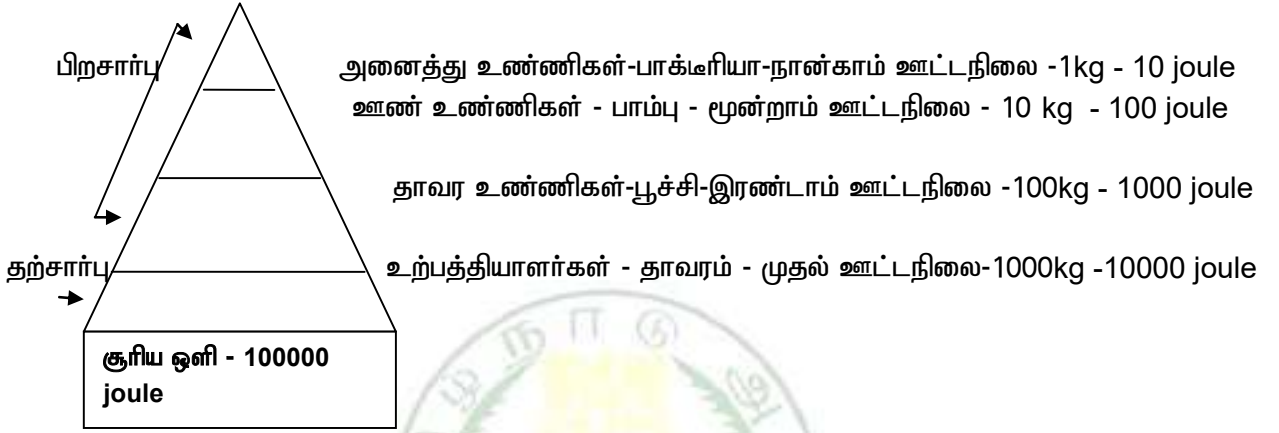 பிறசார்பு
அனைத்து உண்ணிகள்-பாக்டீரியா-நான்காம் ஊட்டநிலை -1kg - 10 joule
ஊண் உண்ணிகள் - பாம்பு - மூன்றாம் ஊட்டநிலை - 10 kg - 100 joule
தாவர உண்ணிகள்-பூச்சி-இரண்டாம் ஊட்டநிலை -100kg - 1000 joule
தற்சார்பு
உற்பத்தியாளர்கள் - தாவரம் - முதல் ஊட்டநிலை-1000kg -10000 joule
சூரிய ஒளி - 100000
joule